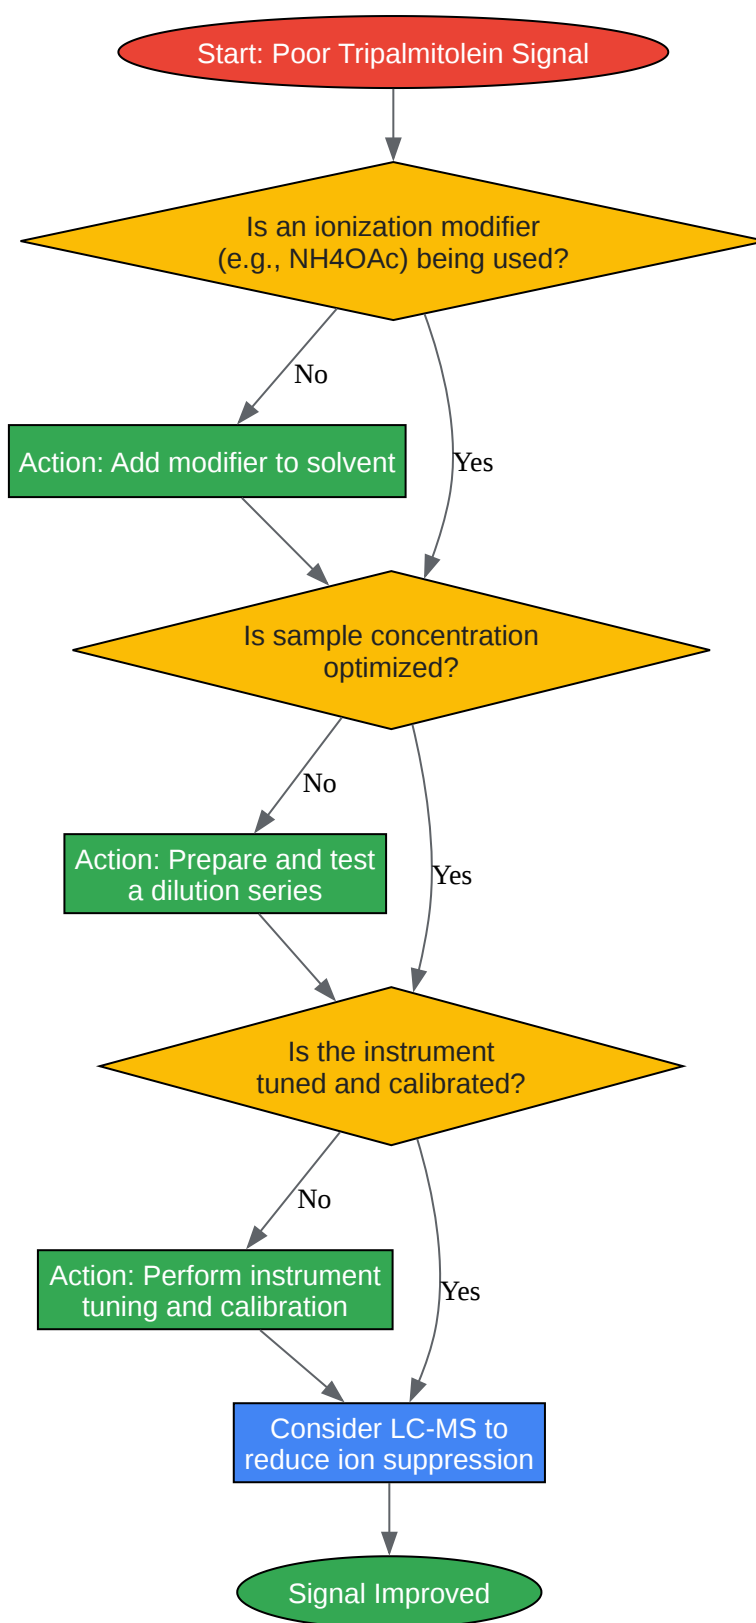 Start: Poor Tripalmitolein Signal
Is an ionization modifier
(e.g., NH4OAc) being used?
No
Action: Add modifier to solvent
Yes
Is sample concentration
optimized?
No
Action: Prepare and test
a dilution series
Yes
Is the instrument
tuned and calibrated?
No
Action: Perform instrument
tuning and calibration
Yes
Consider LC-MS to
reduce ion suppression
Signal Improved